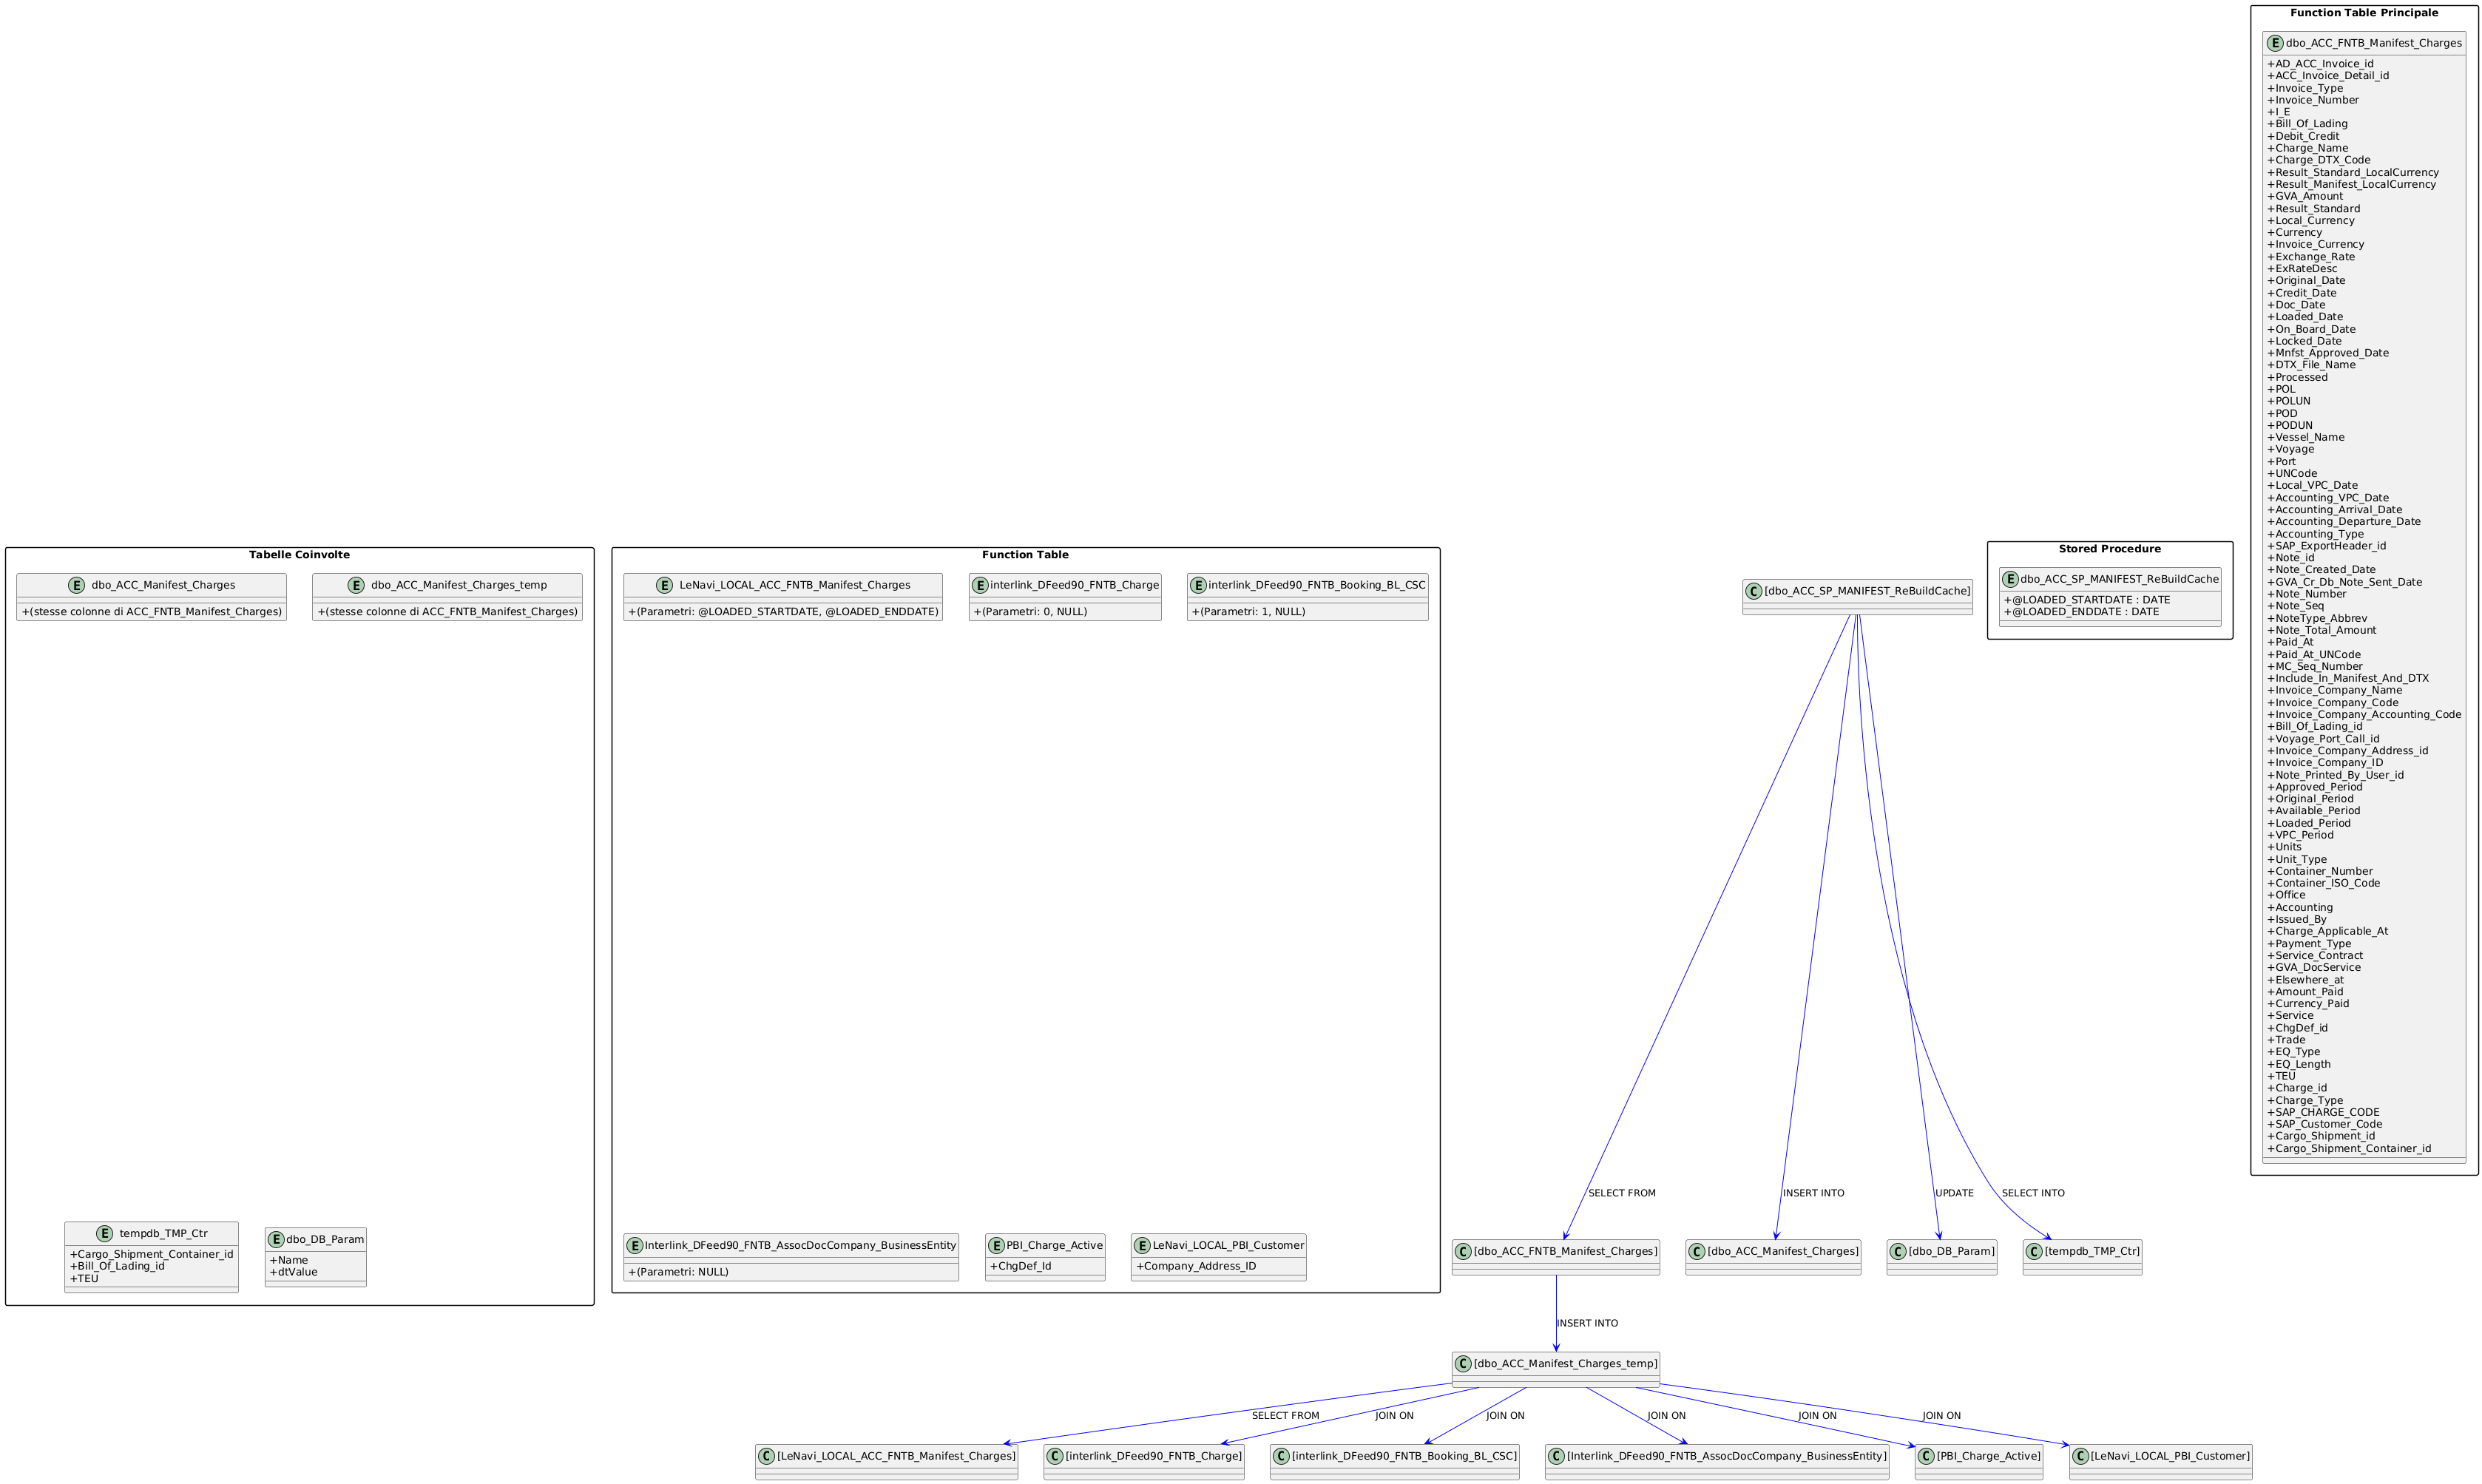 Function Table Principale
E dbo_ACC_FNTB_Manifest_Charges
+AD_ACC_Invoice_id
+ACC_Invoice_Detail_id
+Invoice_Type
+Invoice_Number
+I_E
+Bill_Of_Lading
+Debit_Credit
+Charge_Name
+Charge_DTX_Code
+Result_Standard_LocalCurrency
+Result_Manifest_LocalCurrency
+GVA_Amount
+Result_Standard
+Local_Currency
+Currency
+Invoice_Currency
+Exchange_Rate
+ExRateDesc
+Original_Date
+Credit_Date
+Doc_Date
+Loaded_Date
+On_Board_Date
+Locked_Date
+Mnfst_Approved_Date
+DTX_File_Name
+Processed
+POL
+POLUN
+POD
+PODUN
+Vessel_Name
+Voyage
+Port
+UNCode
+Local_VPC_Date
+Accounting_VPC_Date
+Accounting_Arrival_Date
+Accounting_Departure_Date
+Accounting_Type
+SAP_ExportHeader_id
+Note_id
+Note_Created_Date
+GVA_Cr_Db_Note_Sent_Date
+Note_Number
+Note_Seq
+NoteType_Abbrev
+Note_Total_Amount
+Paid_At
+Paid_At_UNCode
+MC_Seq_Number
+Include_In_Manifest_And_DTX
+Invoice_Company_Name
+Invoice_Company_Code
+Invoice_Company_Accounting_Code
+Bill_Of_Lading_id
+Voyage_Port_Call_id
+Invoice_Company_Address_id
+Invoice_Company_ID
+Note_Printed_By_User_id
+Approved_Period
+Original_Period
+Available_Period
+Loaded_Period
+VPC_Period
+Units
+Unit_Type
+Container_Number
+Container_ISO_Code
+Office
+Accounting
+Issued_By
+Charge_Applicable_At
+Payment_Type
+Service_Contract
+GVA_DocService
+Elsewhere_at
+Amount_Paid
+Currency_Paid
+Service
+ChgDef_id
+Trade
+EQ_Type
+EQ_Length
+TEU
+Charge_id
+Charge_Type
+SAP_CHARGE_CODE
+SAP_Customer_Code
+Cargo_Shipment_id
+Cargo_Shipment_Container_id
Tabelle Coinvolte
E dbo_ACC_Manifest_Charges
+(stesse colonne di ACC_FNTB_Manifest_Charges)
E dbo_ACC_Manifest_Charges_temp
+(stesse colonne di ACC_FNTB_Manifest_Charges)
E tempdb_TMP_Ctr
+Cargo_Shipment_Container_id
+Bill_Of_Lading_id
+TEU
E dbo_DB_Param
+Name
+dtValue
Function Table
E LeNavi_LOCAL_ACC_FNTB_Manifest_Charges
+(Parametri: @LOADED_STARTDATE, @LOADED_ENDDATE)
E interlink_DFeed90_FNTB_Charge
+(Parametri: 0, NULL)
E interlink_DFeed90_FNTB_Booking_BL_CSC
+(Parametri: 1, NULL)
E Interlink_DFeed90_FNTB_AssocDocCompany_BusinessEntity
+(Parametri: NULL)
E PBI_Charge_Active
+ChgDef_Id
E LeNavi_LOCAL_PBI_Customer
+Company_Address_ID
C [dbo_ACC_SP_MANIFEST_ReBuildCache]
Stored Procedure
E dbo_ACC_SP_MANIFEST_ReBuildCache
+@LOADED_STARTDATE : DATE
+@LOADED_ENDDATE : DATE
SELECT FROM
INSERT INTO
UPDATE
SELECT INTO
C [dbo_ACC_FNTB_Manifest_Charges]
C [dbo_ACC_Manifest_Charges]
C [dbo_DB_Param]
C [tempdb_TMP_Ctr]
INSERT INTO
C [dbo_ACC_Manifest_Charges_temp]
SELECT FROM
JOIN ON
JOIN ON
JOIN ON
JOIN ON
JOIN ON
C [LeNavi_LOCAL_ACC_FNTB_Manifest_Charges]
C [interlink_DFeed90_FNTB_Charge]
C [interlink_DFeed90_FNTB_Booking_BL_CSC]
C [Interlink_DFeed90_FNTB_AssocDocCompany_BusinessEntity]
C [PBI_Charge_Active]
C [LeNavi_LOCAL_PBI_Customer]